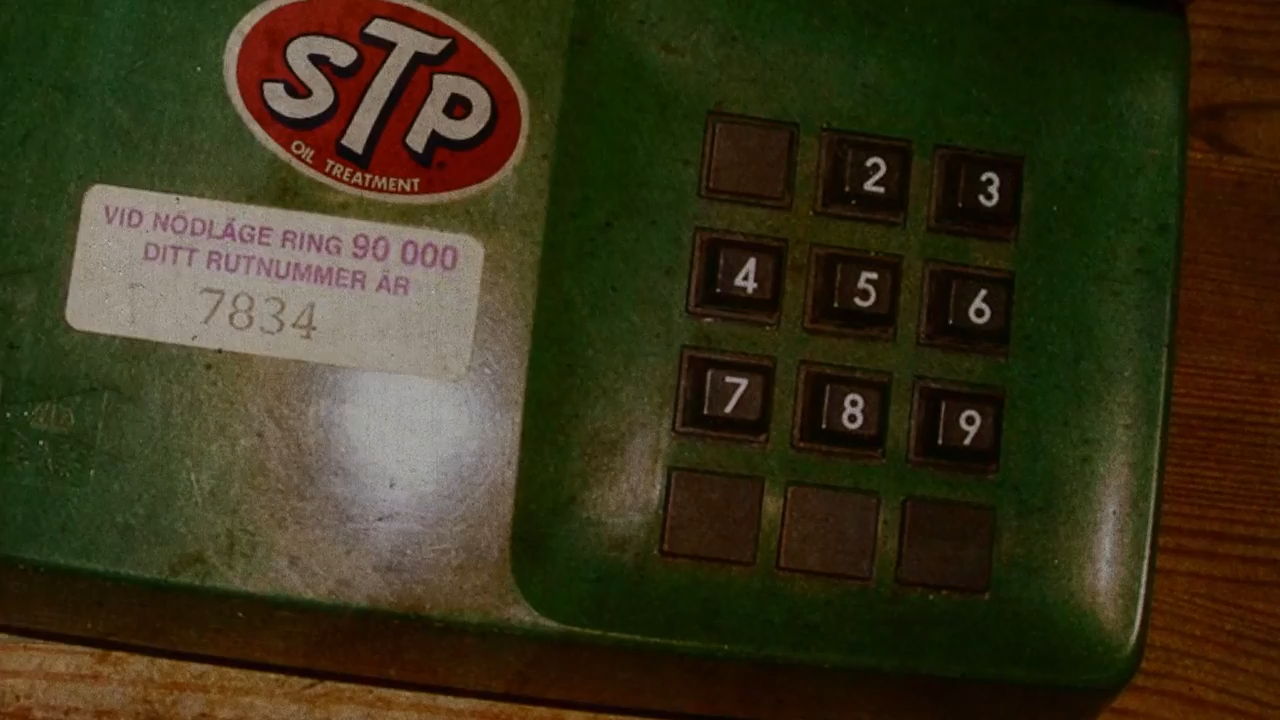 STP
OIL TREATMENT
VID NÖDLÄGE RING 90 000
DITT RUTNUMMER ÄR
7834
2 3
4 5 6
7 8 9